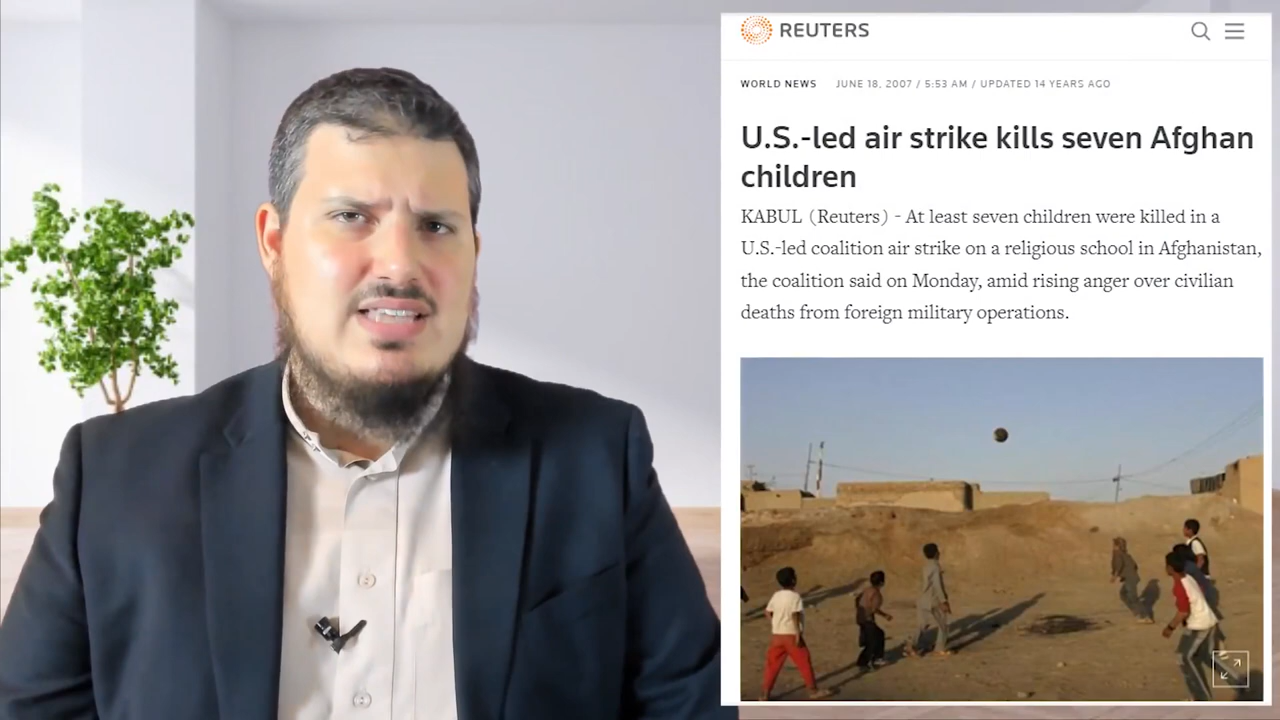 REUTERS
WORLD NEWS JUNE 18, 2007 / 5:53 AM / UPDATED 14 YEARS AGO
U.S.-led air strike kills seven Afghan
children
KABUL (Reuters) - At least seven children were killed in a
U.S.-led coalition air strike on a religious school in Afghanistan,
the coalition said on Monday, amid rising anger over civilian
deaths from foreign military operations.